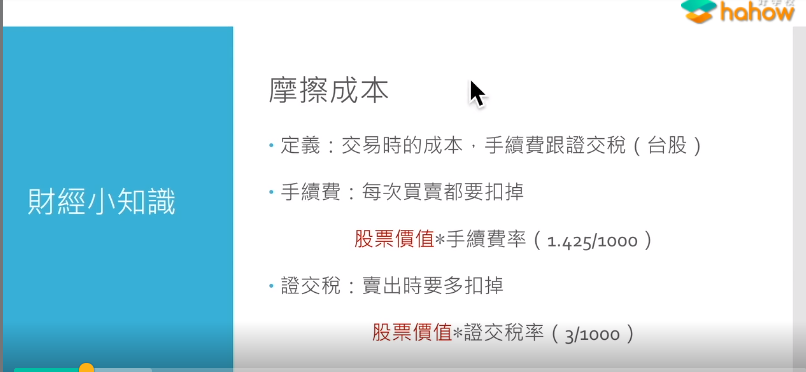 hahow
摩擦成本
• 定義：交易時的成本，手續費跟證交稅（台股）
• 手續費：每次買賣都要扣掉
財經小知識
股票價值*手續費率（1.425/1000）
• 證交稅：賣出時要多扣掉
股票價值*證交稅率（3/1000）